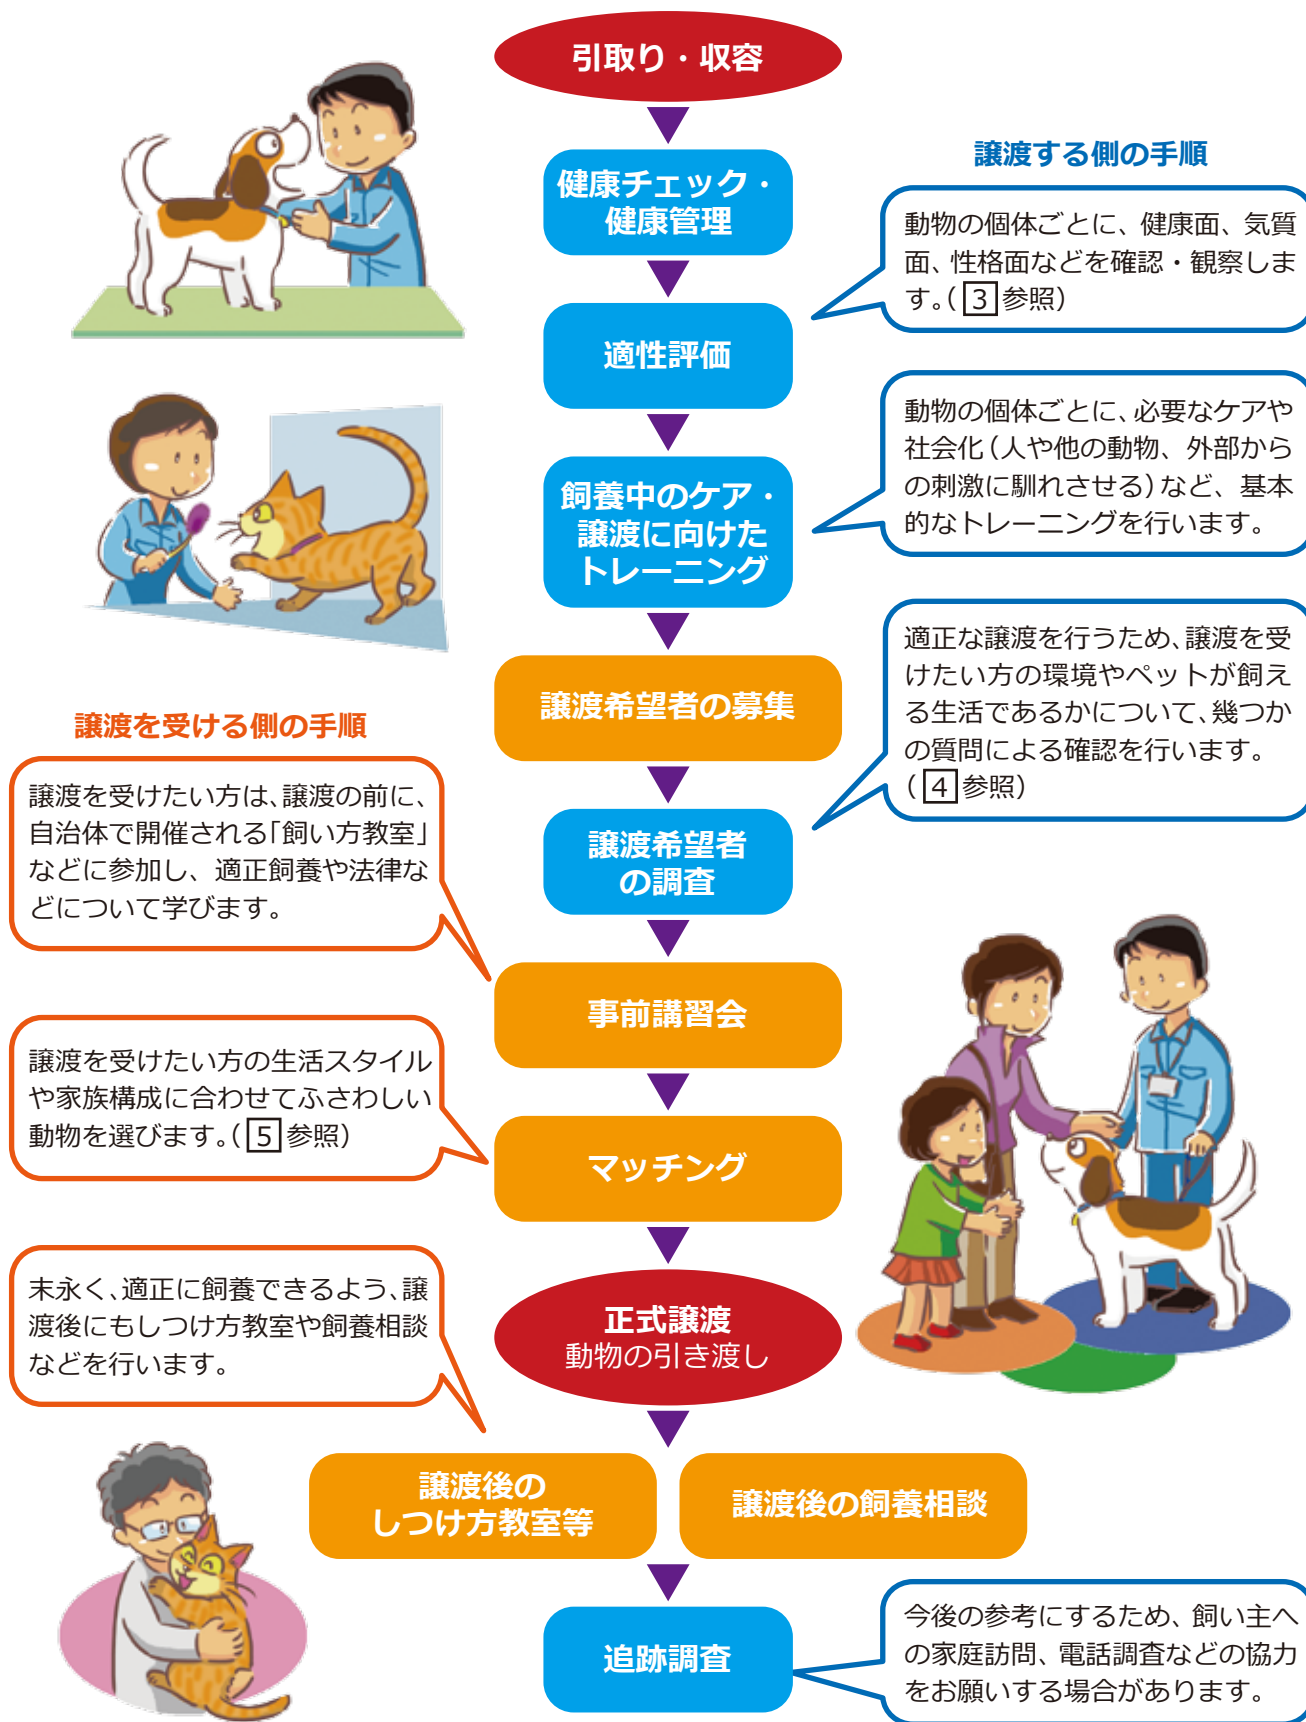 引取り・収容
健康チェック・
健康管理
譲渡する側の手順
動物の個体ごとに、健康面、気質
面、性格面などを確認・観察しま
す。(3参照)
適性評価
動物の個体ごとに、必要なケアや
社会化(人や他の動物、外部から
の刺激に馴れさせる)など、基本
的なトレーニングを行います。
飼養中のケア・
譲渡に向けた
トレーニング
適正な譲渡を行うため、譲渡を受
けたい方の環境やペットが飼え
る生活であるかについて、幾つか
の質問による確認を行います。
(4参照)
譲渡希望者の募集
譲渡を受ける側の手順
譲渡を受けたい方は、譲渡の前に、
自治体で開催される「飼い方教室」
などに参加し、適正飼養や法律な
どについて学びます。
譲渡希望者
の調査
事前講習会
譲渡を受けたい方の生活スタイル
や家族構成に合わせてふさわしい
動物を選びます。(5参照)
マッチング
末永く、適正に飼養できるよう、譲
渡後にもしつけ方教室や飼養相談
などを行います。
正式譲渡
動物の引き渡し
譲渡後の
しつけ方教室等
譲渡後の飼養相談
追跡調査
今後の参考にするため、飼い主へ
の家庭訪問、電話調査などの協力
をお願いする場合があります。